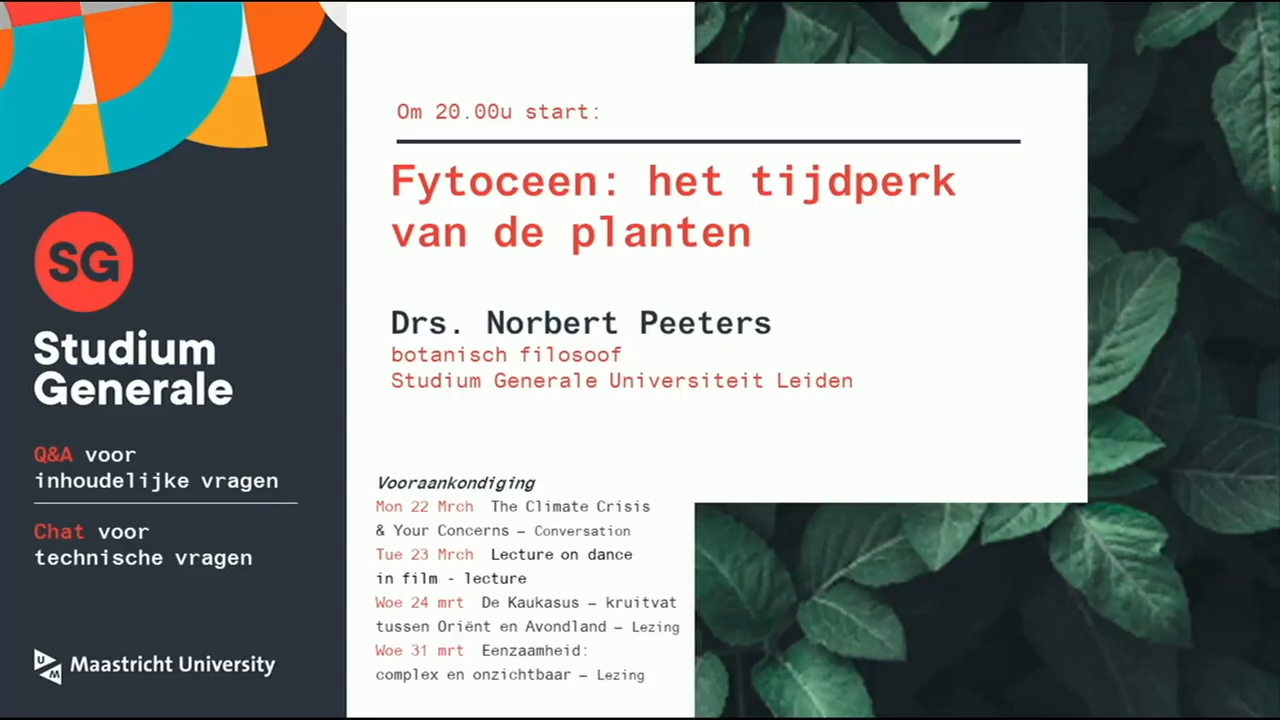 SG
Studium
Generale
Q&A voor
inhoudelijke vragen
Chat voor
technische vragen
UM
Maastricht University
Om 20.00u start:
Fytoceen: het tijdperk
van de planten
Drs. Norbert Peeters
botanisch filosoof
Studium Generale Universiteit Leiden
Vooraankondiging
Mon 22 Mrch The Climate Crisis
& Your Concerns – Conversation
Tue 23 Mrch Lecture on dance
in film - lecture
Woe 24 mrt De Kaukasus – kruitvat
tussen Oriënt en Avondland – Lezing
Woe 31 mrt Eenzaamheid:
complex en onzichtbaar – Lezing